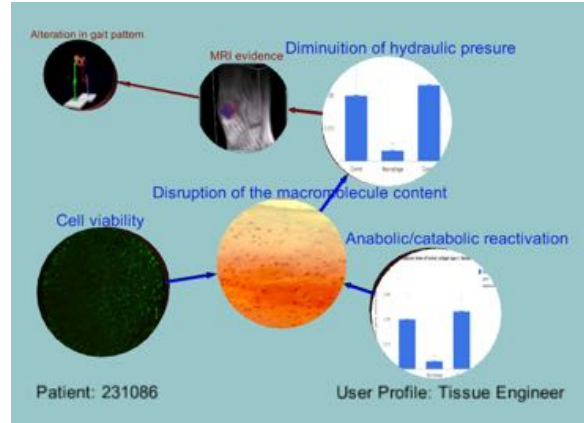 Alteration in gait pattern
MRI evidence
Diminuition of hydraulic presure
Disruption of the macromolecule content
Cell viability
Anabolic/catabolic reactivation
Patient: 231086
User Profile: Tissue Engineer